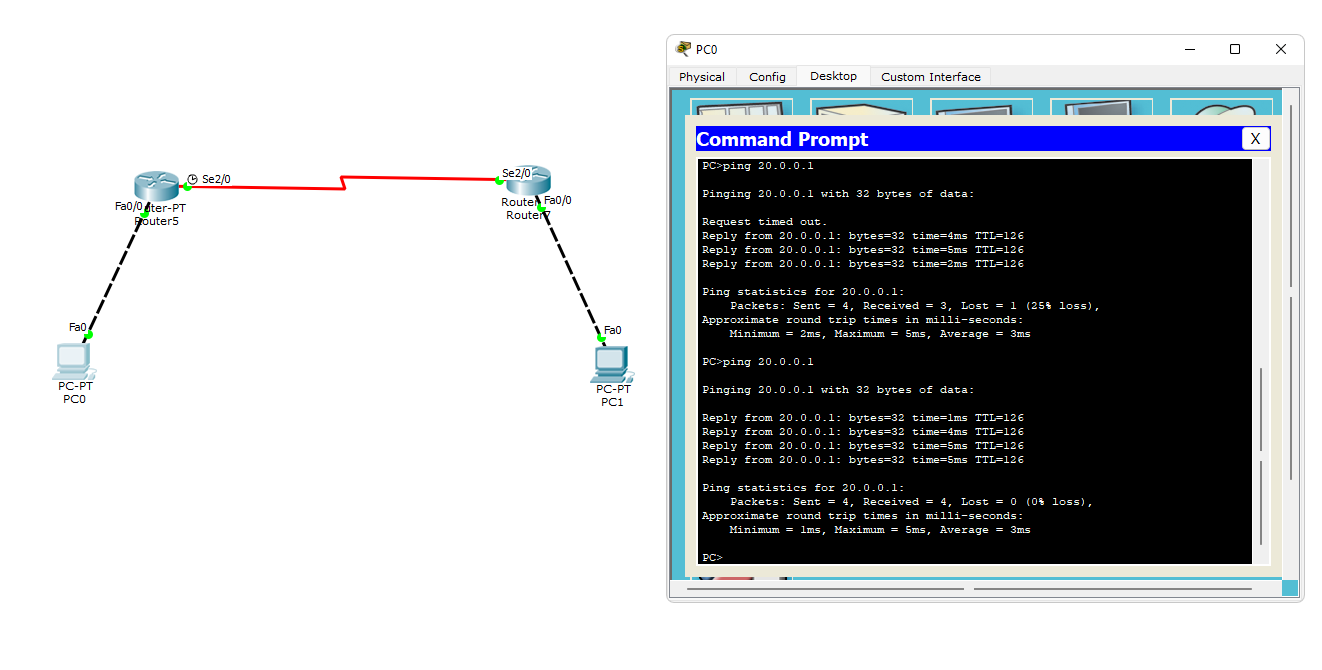 PC0
Physical
Config
Desktop
Custom Interface
Command Prompt
X
PC>ping 20.0.0.1
Pinging 20.0.0.1 with 32 bytes of data:
Request timed out.
Reply from 20.0.0.1: bytes=32 time=4ms TTL=126
Reply from 20.0.0.1: bytes=32 time=5ms TTL=126
Reply from 20.0.0.1: bytes=32 time=2ms TTL=126
Ping statistics for 20.0.0.1:
Packets: Sent = 4, Received = 3, Lost = 1 (25% loss),
Approximate round trip times in milli-seconds:
Minimum = 2ms, Maximum = 5ms, Average = 3ms
PC>ping 20.0.0.1
Pinging 20.0.0.1 with 32 bytes of data:
Reply from 20.0.0.1: bytes=32 time=1ms TTL=126
Reply from 20.0.0.1: bytes=32 time=4ms TTL=126
Reply from 20.0.0.1: bytes=32 time=5ms TTL=126
Reply from 20.0.0.1: bytes=32 time=5ms TTL=126
Ping statistics for 20.0.0.1:
Packets: Sent = 4, Received = 4, Lost = 0 (0% loss),
Approximate round trip times in milli-seconds:
Minimum = 1ms, Maximum = 5ms, Average = 3ms
PC>
Se2/0
Fa0/0
uter-PT
Router5
Se2/0
Fa0/0
Router
Router7
Fa0
PC-PT
PC0
Fa0
PC-PT
PC1